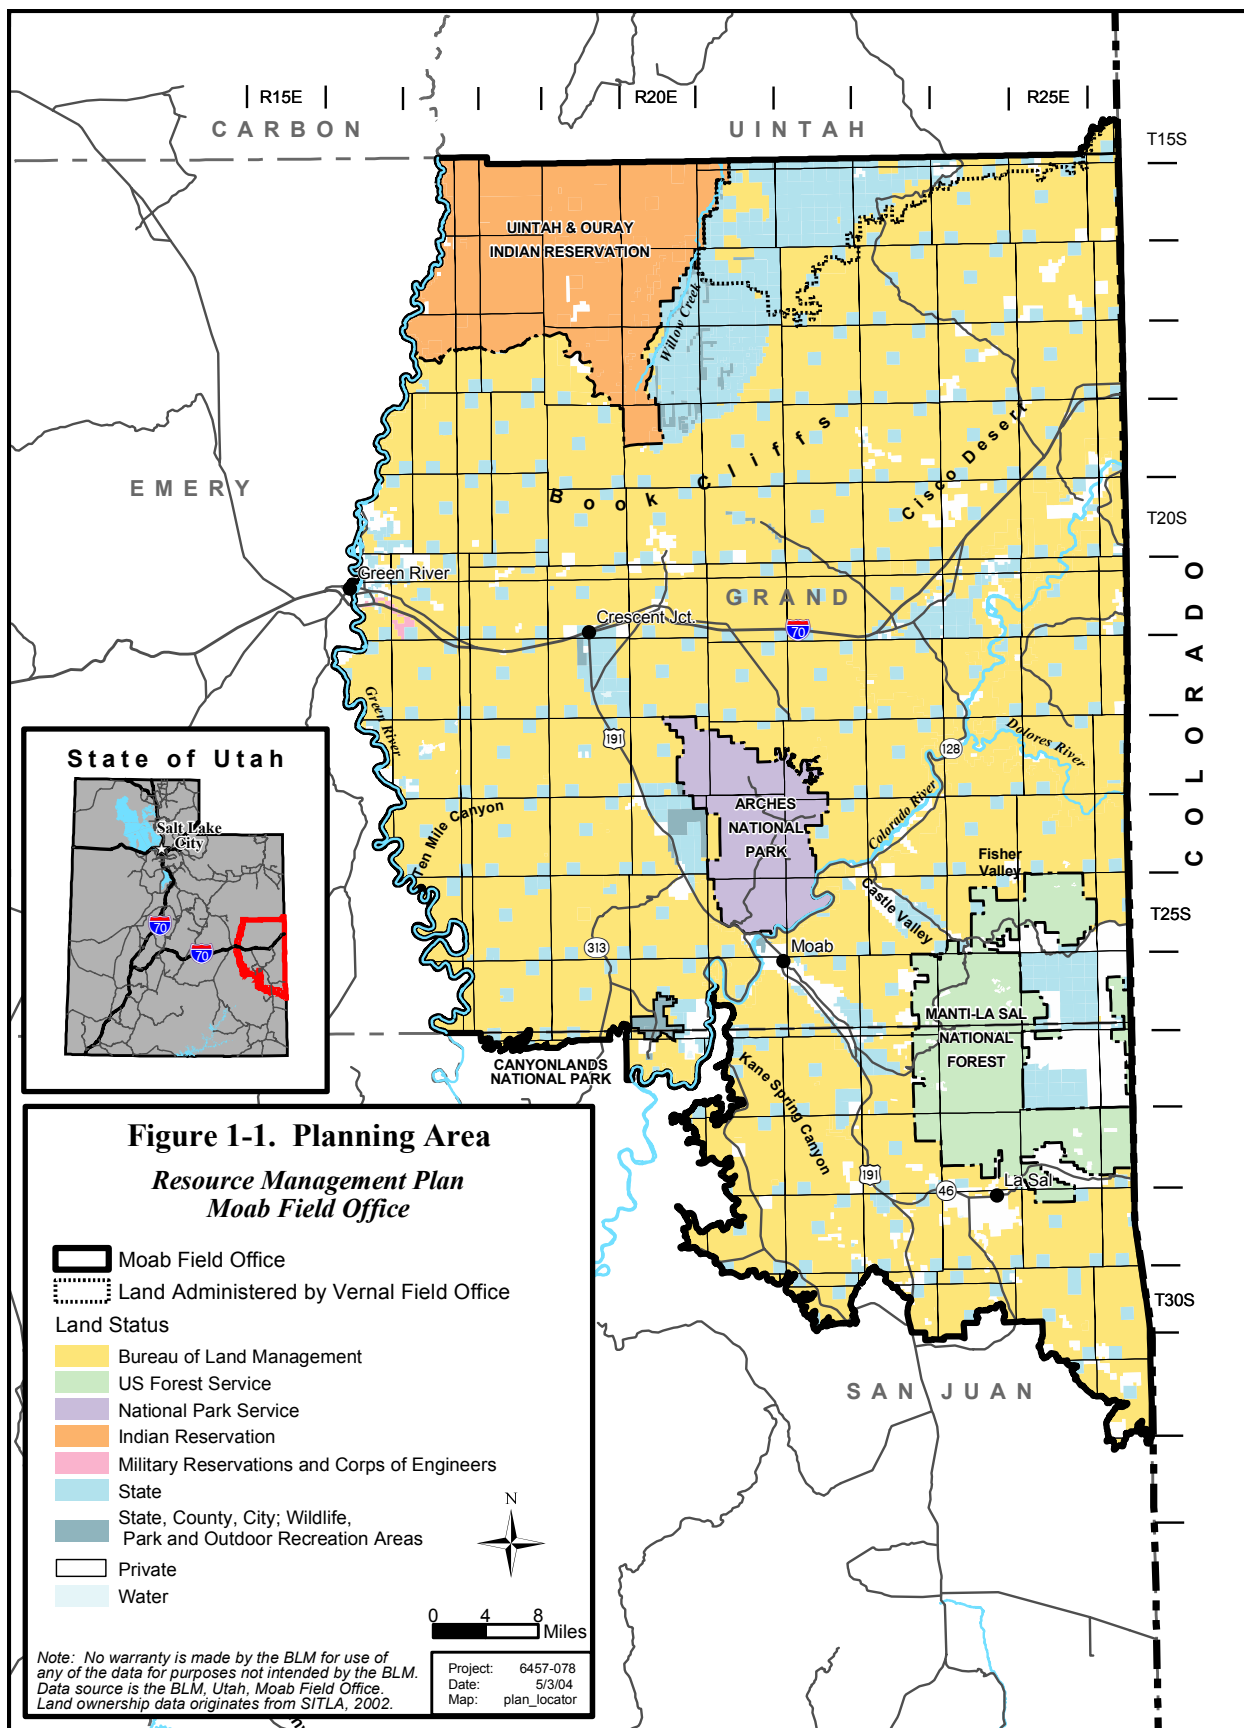 R15E
R20E
R25E
CARBON
UINTAH
T15S
UINTAH & OURAY
INDIAN RESERVATION
Willow Creek
Book Cliffs
Cisco Desert
EMERY
T20S
Green River
GRAND
Crescent Jct.
70
COLORADO
Green River
191
128
Dolores River
State of Utah
Salt Lake
City
70
70
Ten Mile Canyon
ARCHES
NATIONAL
PARK
Colorado River
Fisher
Valley
Castle Valley
T25S
313
Moab
MANTI-LA SAL
NATIONAL
FOREST
CANYONLANDS
NATIONAL PARK
Kane Spring Canyon
191
46
La Sal
T30S
SAN JUAN
Figure 1-1. Planning Area
Resource Management Plan
Moab Field Office
Moab Field Office
Land Administered by Vernal Field Office
Land Status
Bureau of Land Management
US Forest Service
National Park Service
Indian Reservation
Military Reservations and Corps of Engineers
State
State, County, City; Wildlife,
Park and Outdoor Recreation Areas
Private
Water
N
0 4 8
Miles
Note: No warranty is made by the BLM for use of
any of the data for purposes not intended by the BLM.
Data source is the BLM, Utah, Moab Field Office.
Land ownership data originates from SITLA, 2002.
Project: 6457-078
Date: 5/3/04
Map: plan_locator